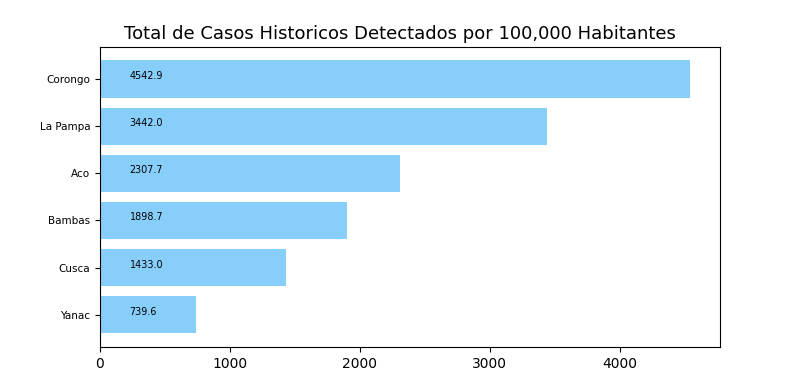 Total de Casos Historicos Detectados por 100,000 Habitantes
Corongo 4542.9
La Pampa 3442.0
Aco 2307.7
Bambas 1898.7
Cusca 1433.0
Yanac 739.6
0 1000 2000 3000 4000